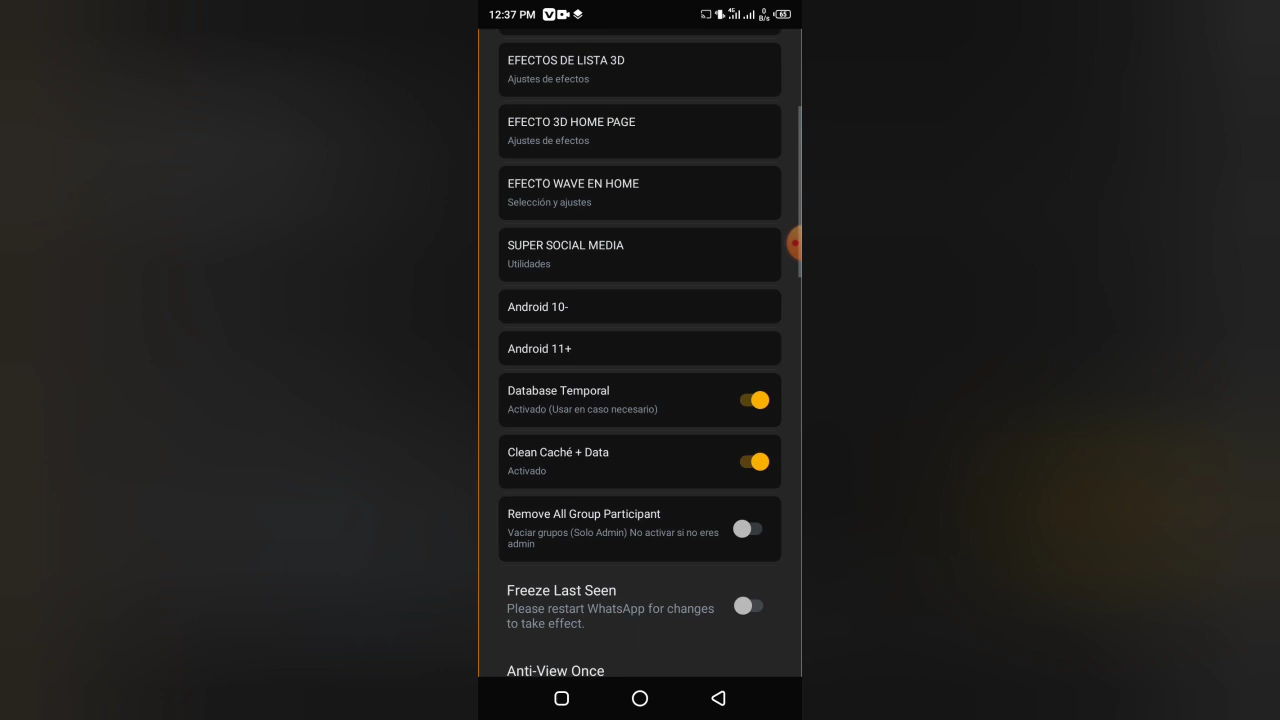 12:37 PM
4G
0
B/s
65
EFECTOS DE LISTA 3D
Ajustes de efectos
EFECTO 3D HOME PAGE
Ajustes de efectos
EFECTO WAVE EN HOME
Selección y ajustes
SUPER SOCIAL MEDIA
Utilidades
Android 10-
Android 11+
Database Temporal
Activado (Usar en caso necesario)
Clean Caché + Data
Activado
Remove All Group Participant
Vaciar grupos (Solo Admin) No activar si no eres
admin
Freeze Last Seen
Please restart WhatsApp for changes
to take effect.
Anti-View Once